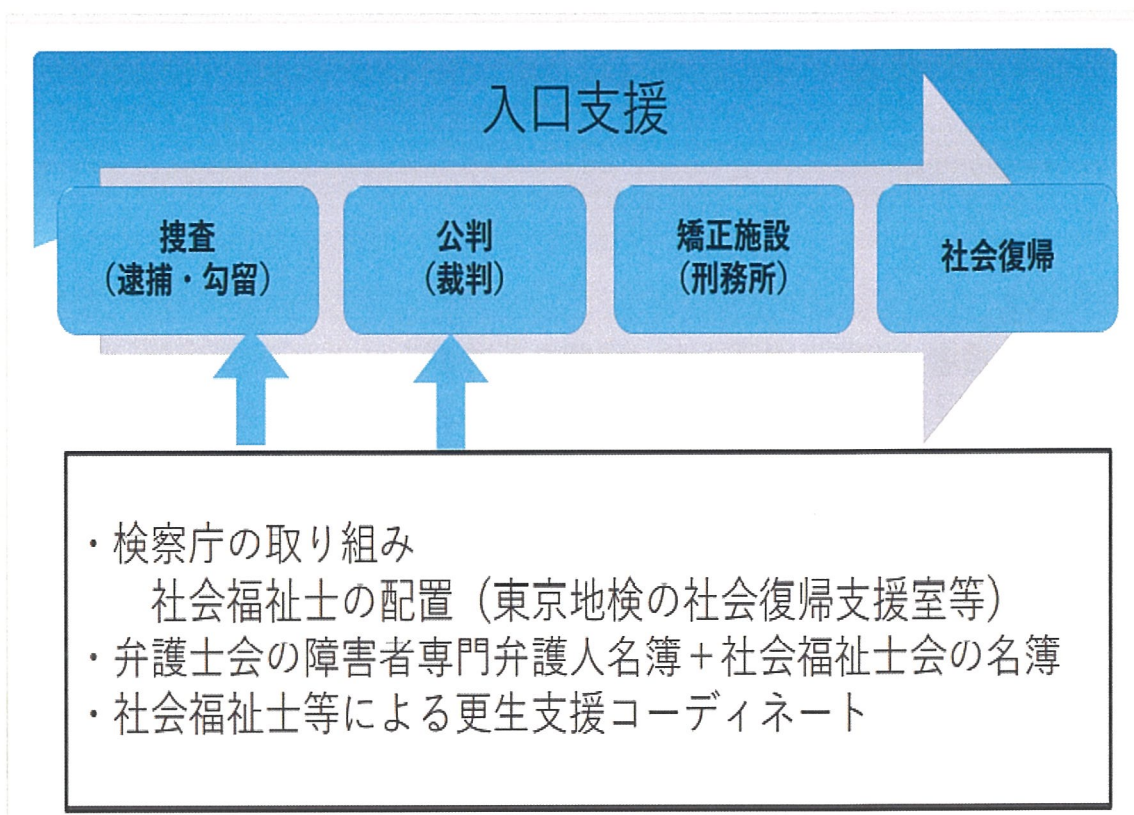 入口支援
捜査
（逮捕・勾留）
公判
（裁判）
矯正施設
（刑務所）
社会復帰
・検察庁の取り組み
社会福祉士の配置（東京地検の社会復帰支援室等）
・弁護士会の障害者専門弁護人名簿＋社会福祉士会の名簿
・社会福祉士等による更生支援コーディネート